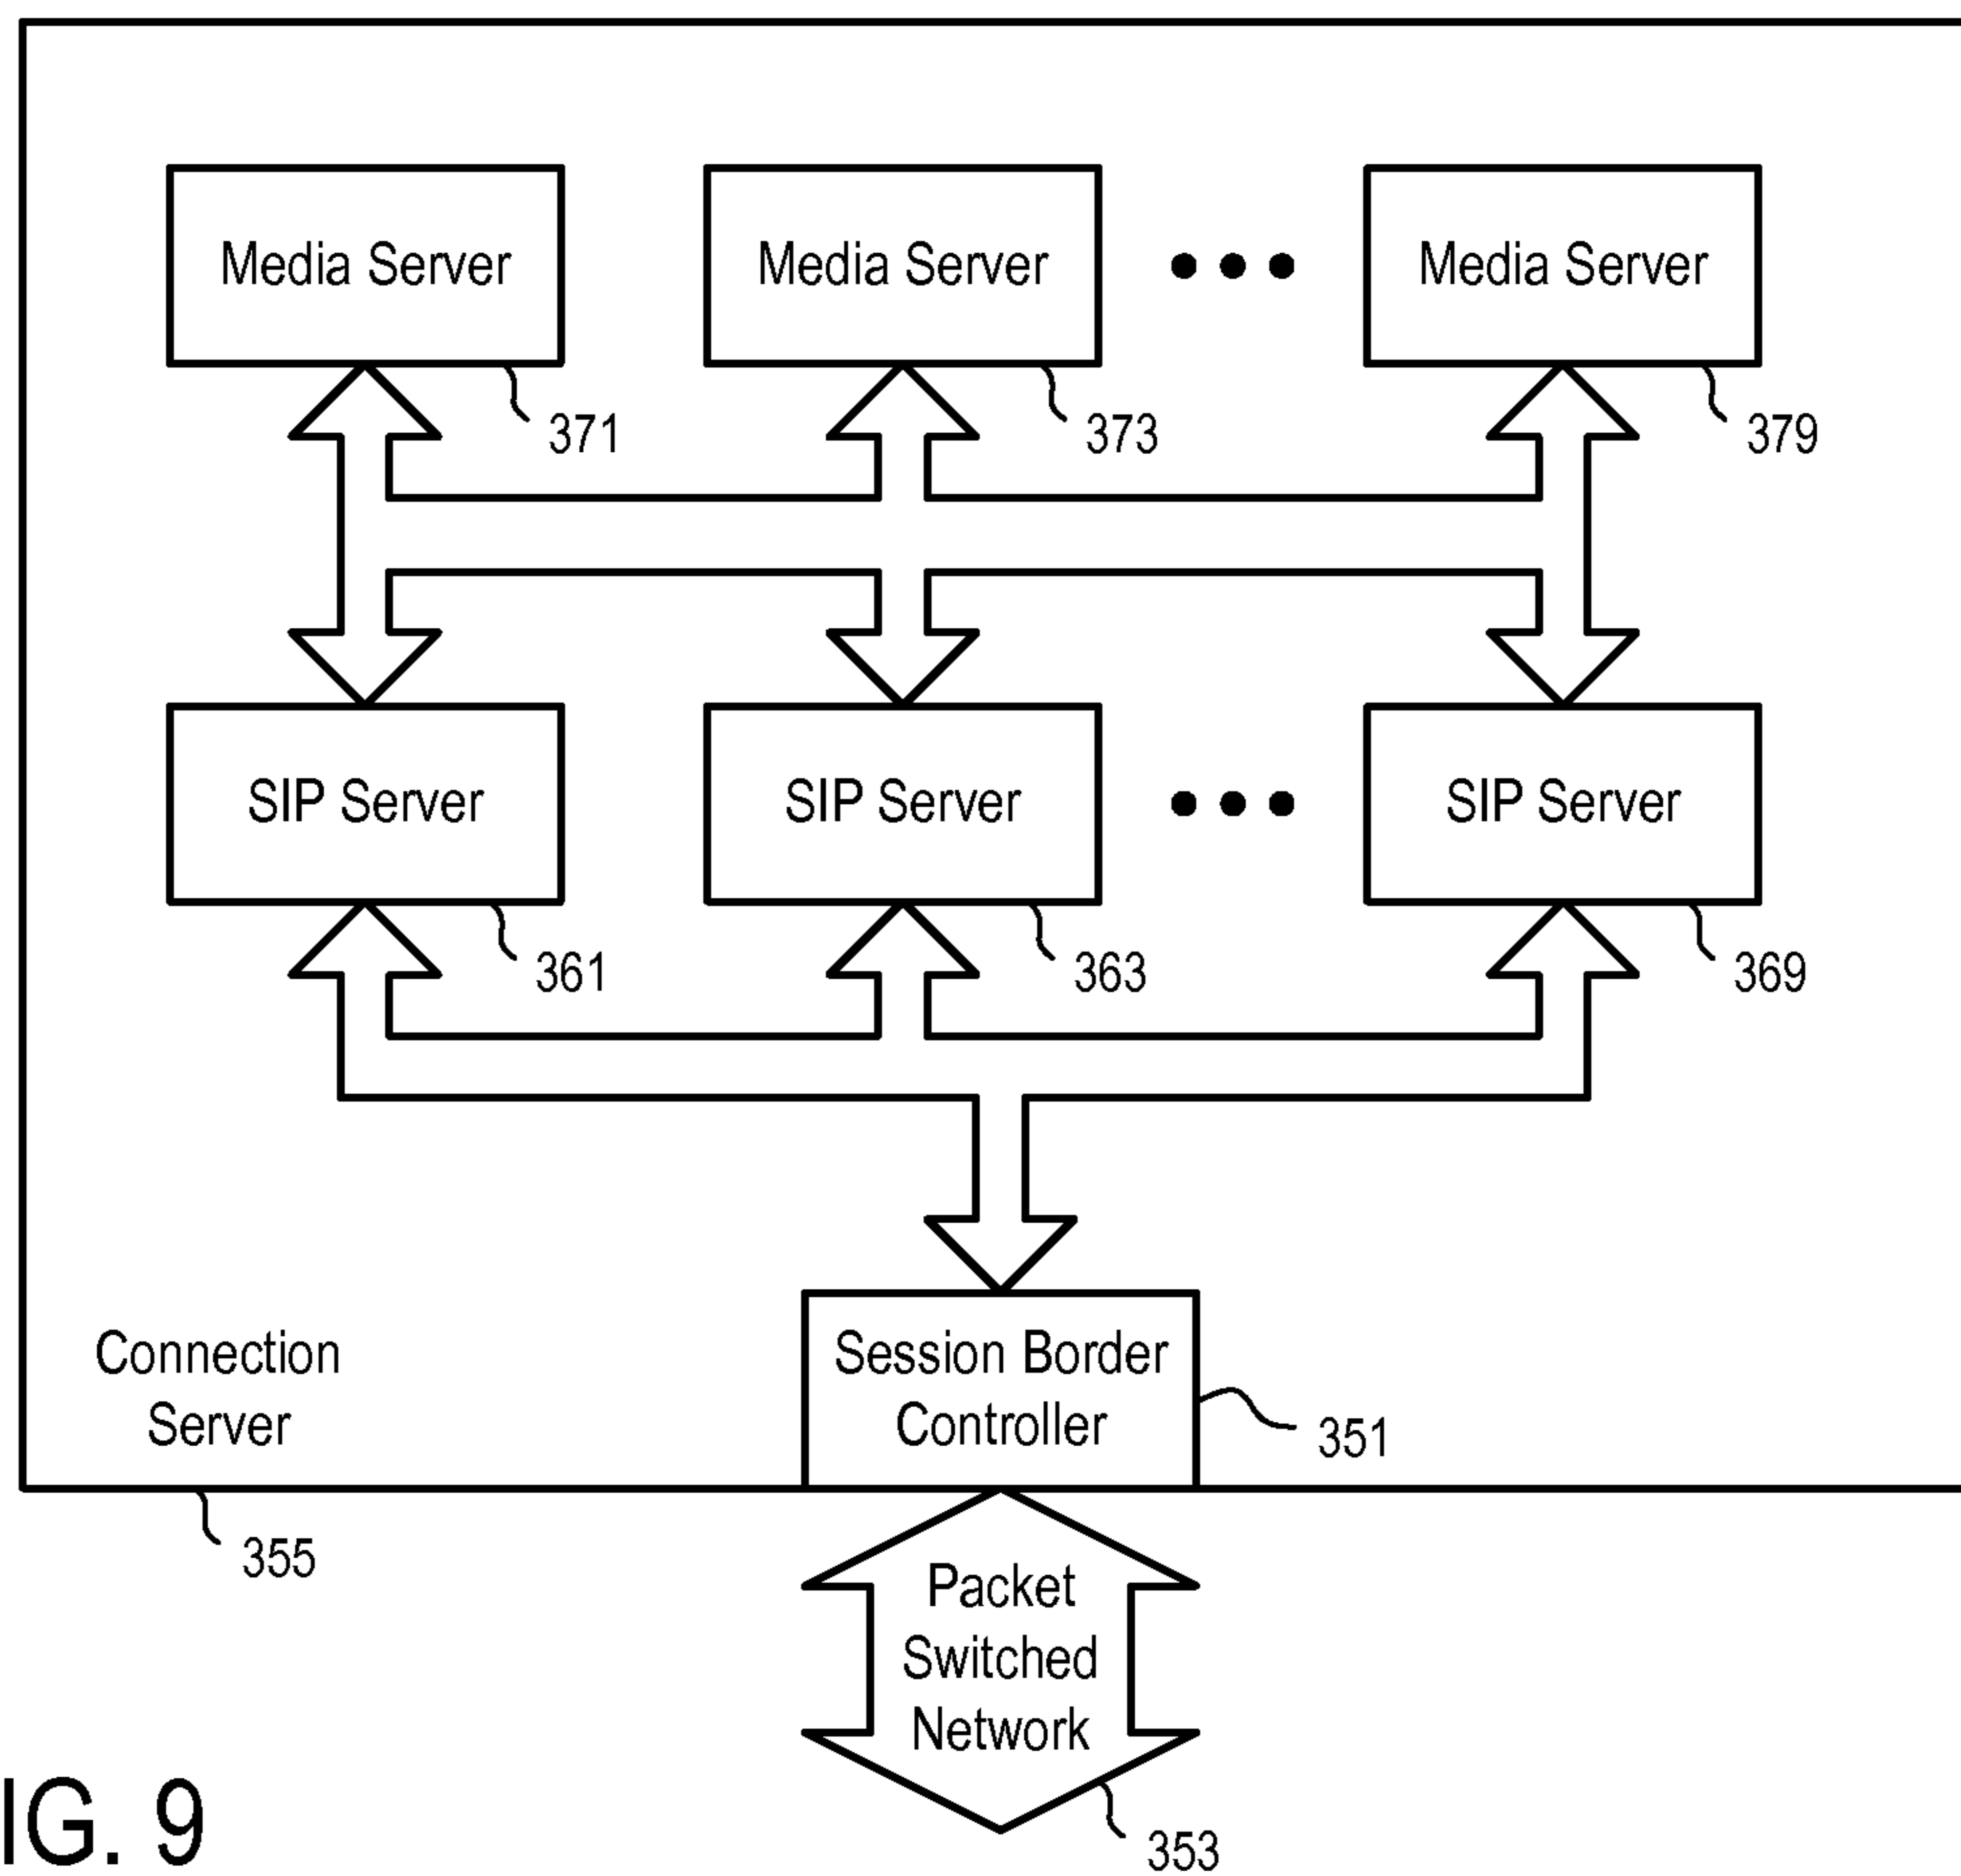 Media Server
Media Server
Media Server
371
373
379
SIP Server
SIP Server
SIP Server
361
363
369
Connection
Server
Session Border
Controller
351
355
Packet
Switched
Network
353
IG. 9